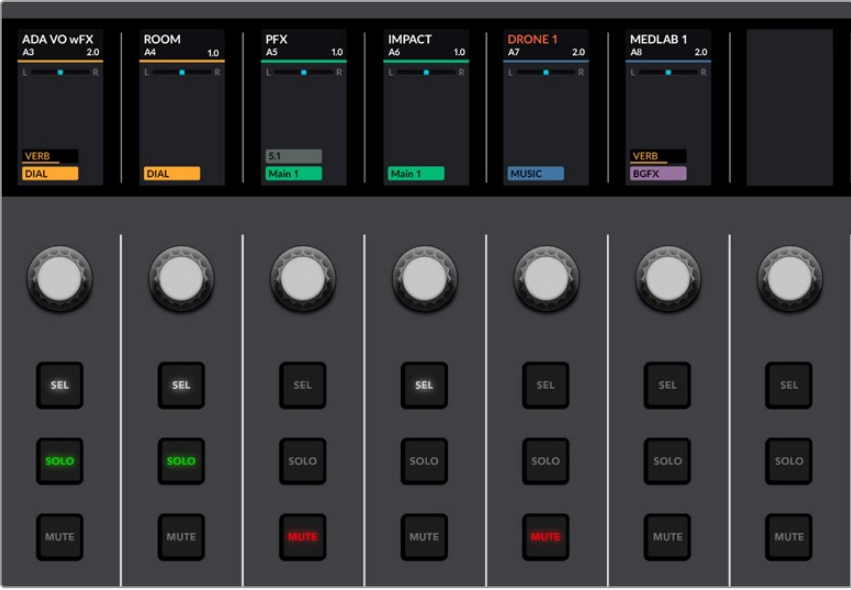 ADA VO wFX
A3 2.0
L R
VERB
DIAL
ROOM
A4 1.0
L R
DIAL
PFX
A5 1.0
L R
5.1
Main 1
IMPACT
A6 1.0
L R
Main 1
DRONE 1
A7 2.0
L R
MUSIC
MEDLAB 1
A8 2.0
L R
VERB
BGFX
SEL SEL SEL SEL SEL SEL SEL
SOLO SOLO SOLO SOLO SOLO SOLO SOLO
MUTE MUTE MUTE MUTE MUTE MUTE MUTE